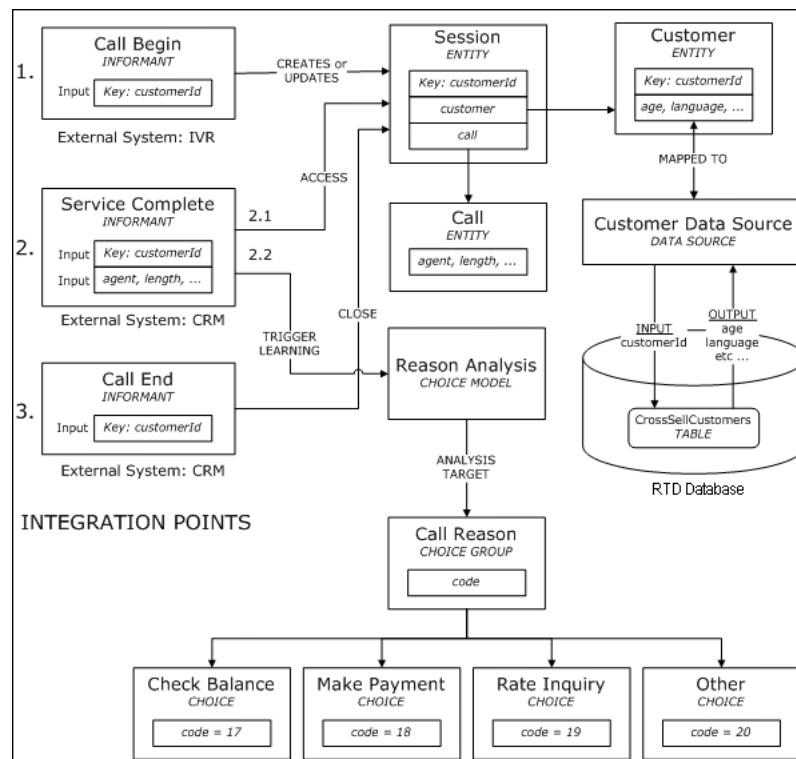 1.
Call Begin
INFORMANT
Input
Key: customerId
External System: IVR
CREATES or
UPDATES
Session
ENTITY
Key: customerId
customer
call
Customer
ENTITY
Key: customerId
age, language, ...
MAPPED TO
ACCESS
2.
Service Complete
INFORMANT
Input
Key: customerId
Input
agent, length, ...
External System: CRM
2.1
2.2
Call
ENTITY
agent, length, ...
Customer Data Source
DATA SOURCE
CLOSE
TRIGGER
LEARNING
INPUT
customerId
OUTPUT
age
language
etc ...
Reason Analysis
CHOICE MODEL
3.
Call End
INFORMANT
Input
Key: customerId
External System: CRM
CrossSellCustomers
TABLE
RTD Database
ANALYSIS
TARGET
INTEGRATION POINTS
Call Reason
CHOICE GROUP
code
Check Balance
CHOICE
code = 17
Make Payment
CHOICE
code = 18
Rate Inquiry
CHOICE
code = 19
Other
CHOICE
code = 20